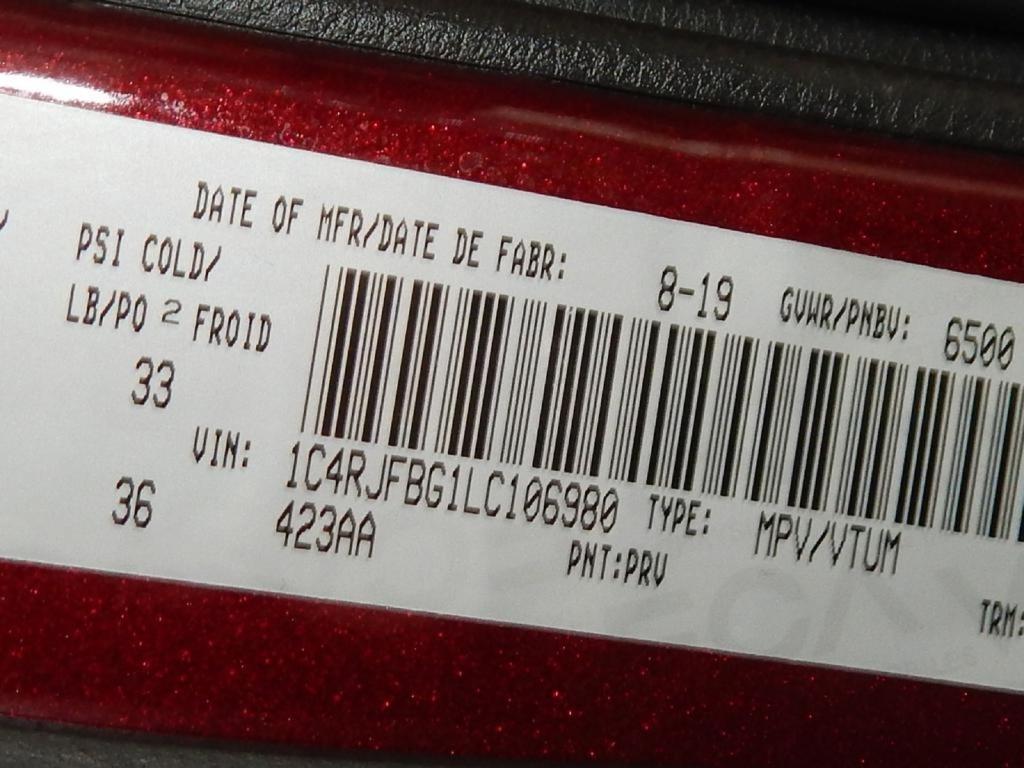 DATE OF MFR/DATE DE FABR: 8-19 GVWR/PNBV: 6500
PSI COLD/
LB/PO 2 FROID
33
VIN: 1C4RJFBG1LC106980 TYPE: MPV/VTUM
36
423AA
PNT:PRV
TRM: